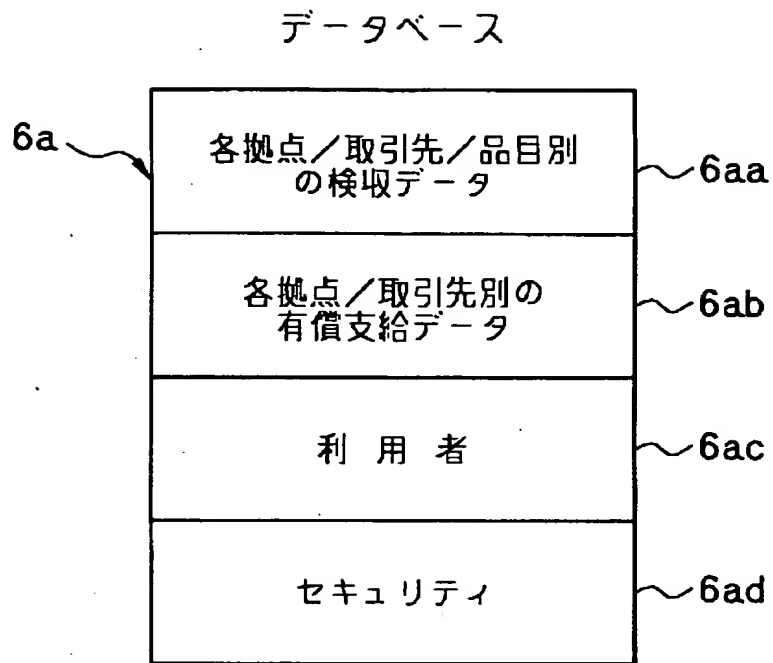 データベース
6a
各拠点／取引先／品目別
の検収データ
6aa
各拠点／取引先別の
有償支給データ
6ab
利用者
6ac
セキュリティ
6ad